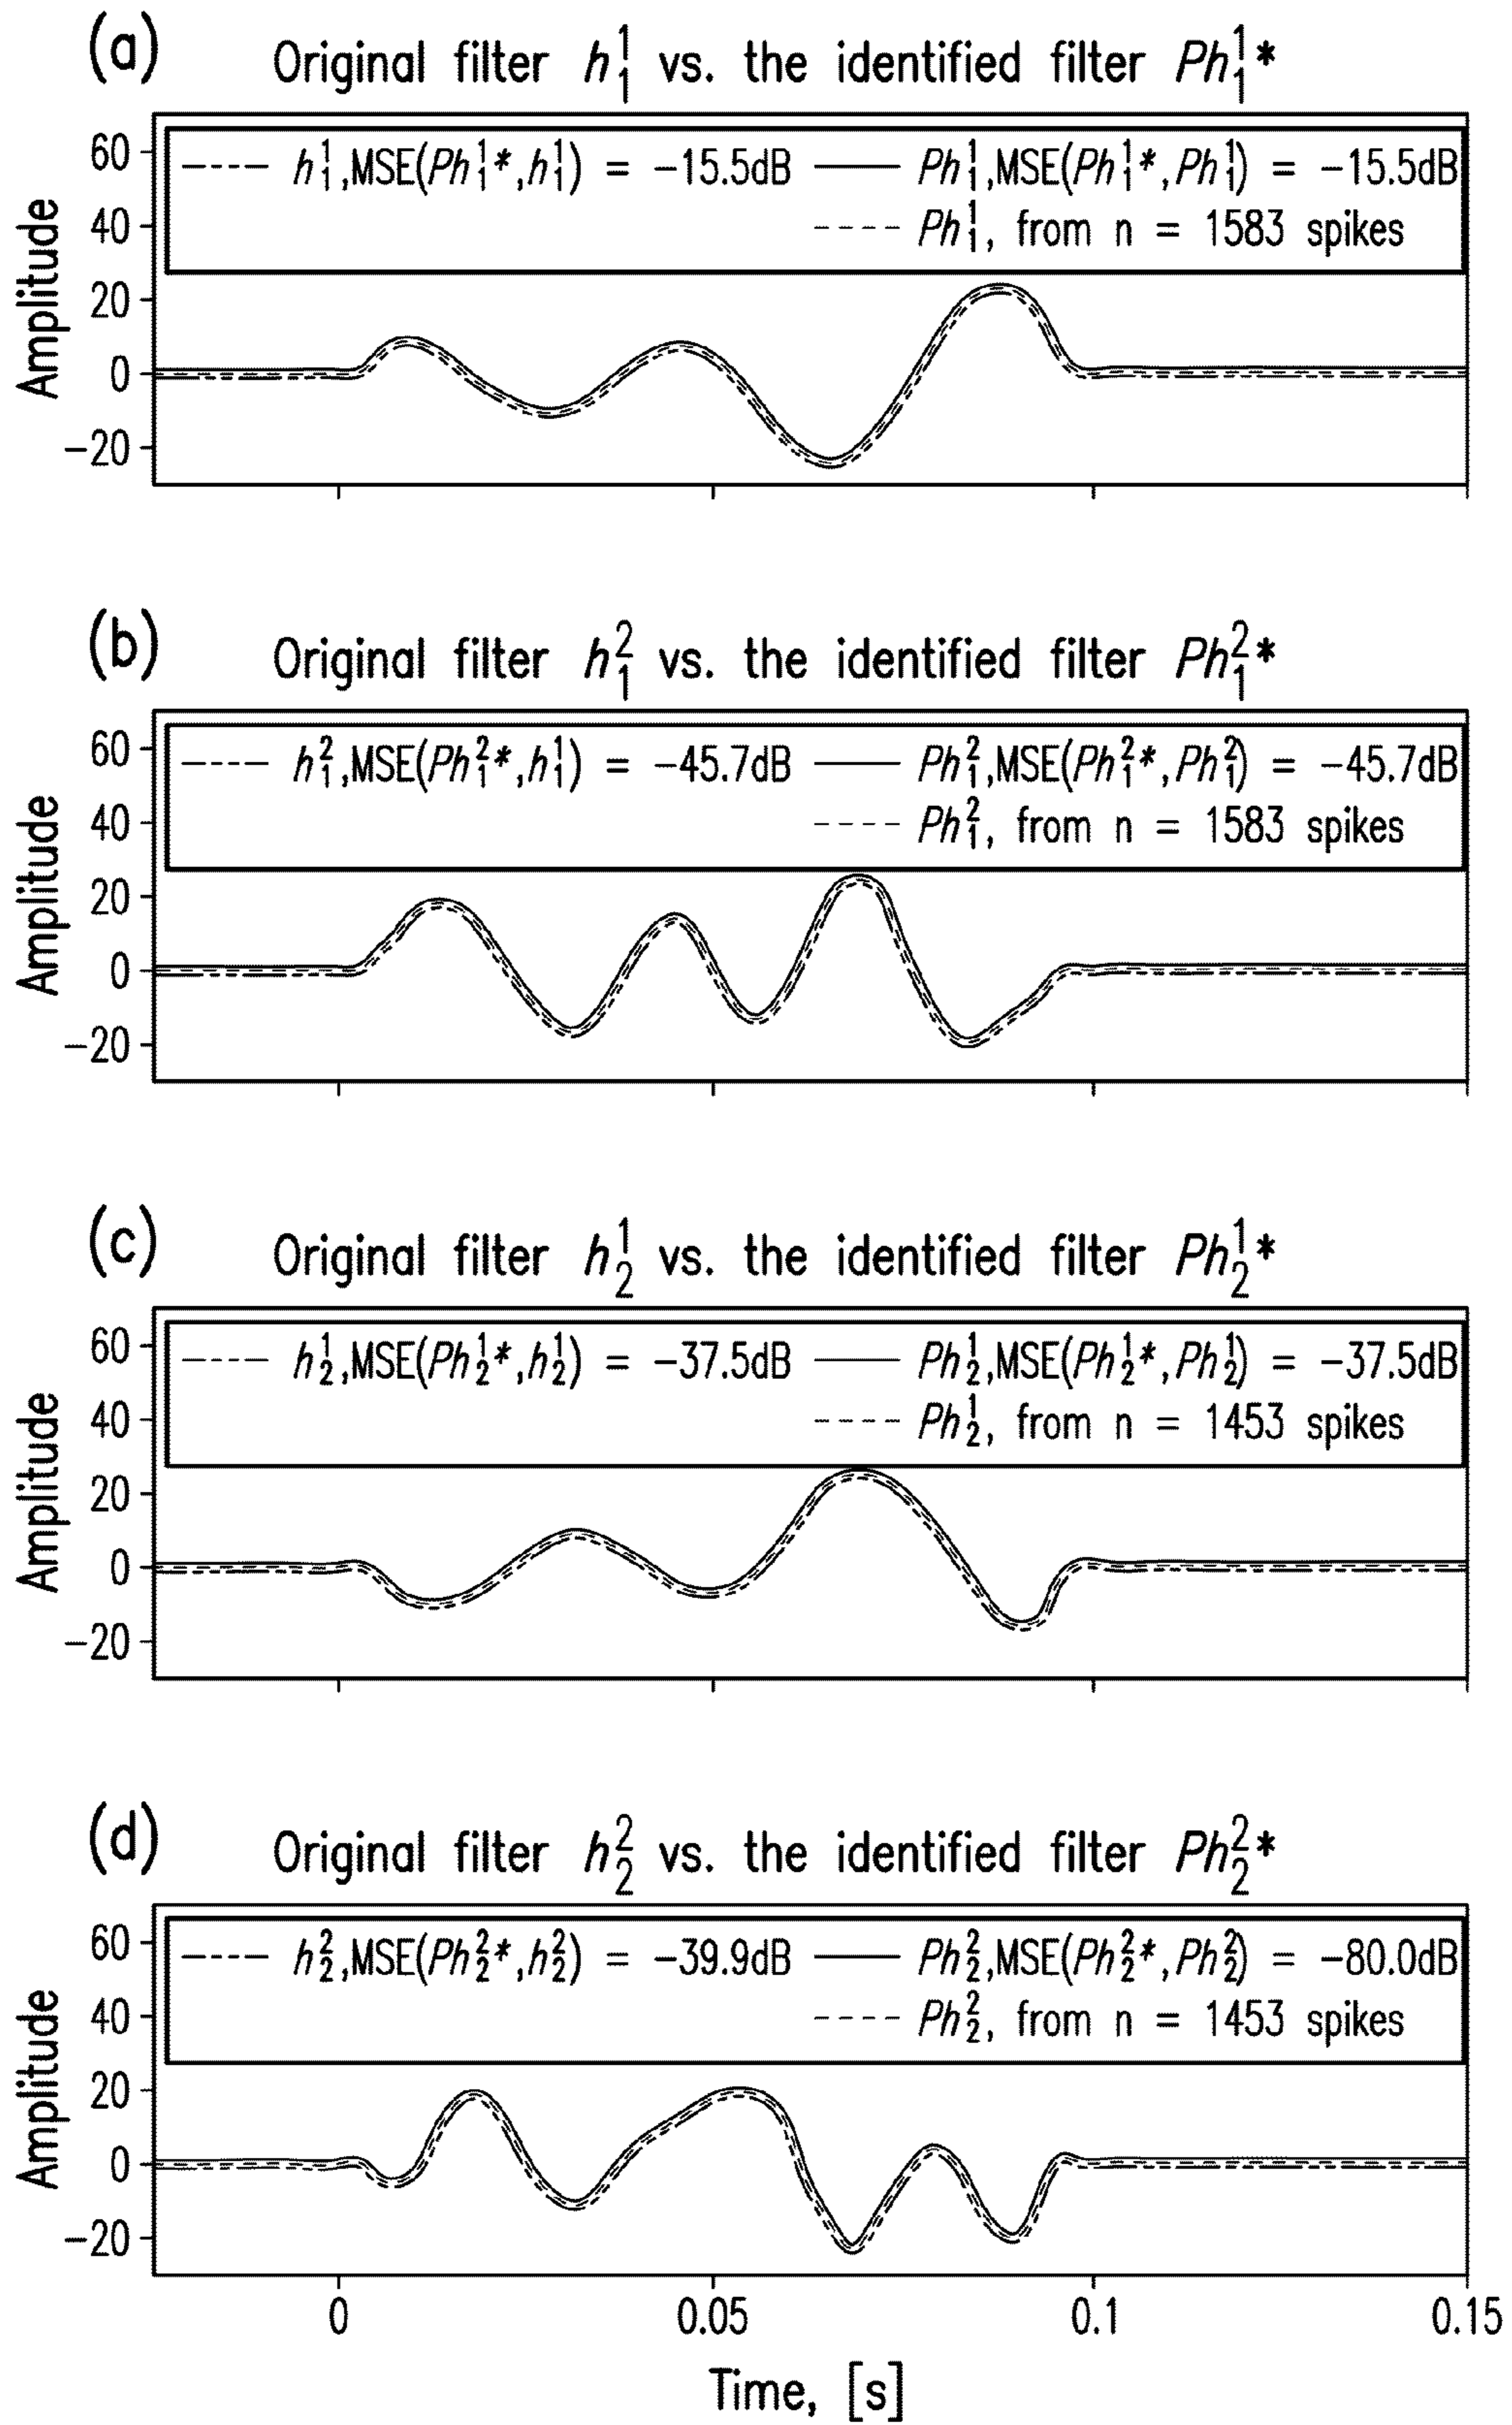 (a) Original filter h₁¹ vs. the identified filter Ph₁¹*
h₁¹,MSE(Ph₁¹*,h₁¹) = −15.5dB
Ph₁¹,MSE(Ph₁¹*,Ph₁¹) = −15.5dB
Ph₁¹, from n = 1583 spikes
60
40
20
0
−20
Amplitude
(b) Original filter h₁² vs. the identified filter Ph₁²*
h₁²,MSE(Ph₁²*,h₁¹) = −45.7dB
Ph₁²,MSE(Ph₁²*,Ph₁²) = −45.7dB
Ph₁², from n = 1583 spikes
60
40
20
0
−20
Amplitude
(c) Original filter h₂¹ vs. the identified filter Ph₂¹*
h₂¹,MSE(Ph₂¹*,h₂¹) = −37.5dB
Ph₂¹,MSE(Ph₂¹*,Ph₂¹) = −37.5dB
Ph₂¹, from n = 1453 spikes
60
40
20
0
−20
Amplitude
(d) Original filter h₂² vs. the identified filter Ph₂²*
h₂²,MSE(Ph₂²*,h₂²) = −39.9dB
Ph₂²,MSE(Ph₂²*,Ph₂²) = −80.0dB
Ph₂², from n = 1453 spikes
60
40
20
0
−20
Amplitude
0 0.05 0.1 0.15
Time, [s]